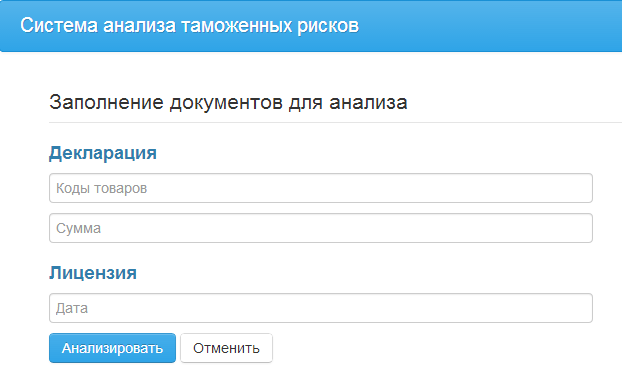 Система анализа таможенных рисков
Заполнение документов для анализа
Декларация
Коды товаров
Сумма
Лицензия
Дата
Анализировать Отменить